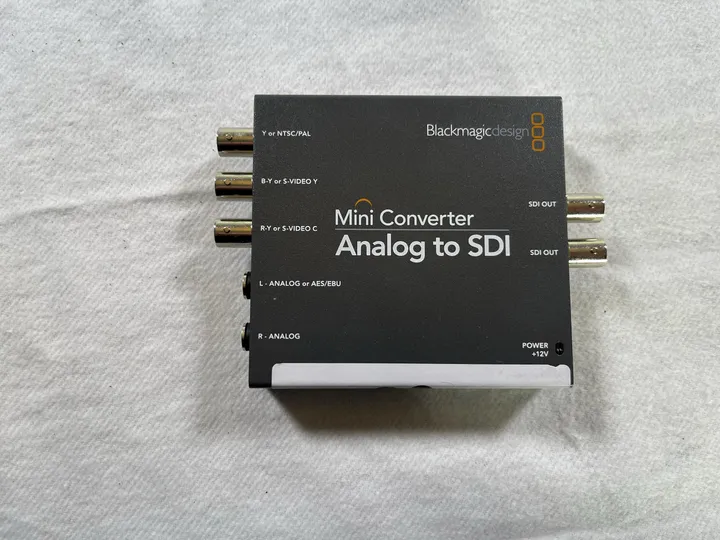 Blackmagicdesign
Y or NTSC/PAL
B-Y or S-VIDEO Y
R-Y or S-VIDEO C
L - ANALOG or AES/EBU
R - ANALOG
Mini Converter
Analog to SDI
SDI OUT
SDI OUT
POWER
+12V